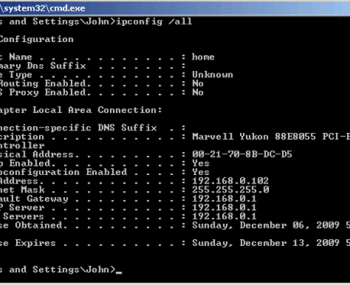 \system32\cmd.exe
s and Settings\John>ipconfig /all
Configuration
t Name . . . . . . . . . . . . : home
mary Dns Suffix . . . . . . . :
e Type . . . . . . . . . . . . : Unknown
Routing Enabled. . . . . . . . : No
S Proxy Enabled. . . . . . . . : No
apter Local Area Connection:
nection-specific DNS Suffix . :
cription . . . . . . . . . . . : Marvell Yukon 88E8055 PCI-E
ontroller
sical Address. . . . . . . . . : 00-21-70-8B-DC-D5
p Enabled. . . . . . . . . . . : Yes
oconfiguration Enabled . . . . : Yes
Address. . . . . . . . . . . . : 192.168.0.102
net Mask . . . . . . . . . . . : 255.255.255.0
ault Gateway . . . . . . . . . : 192.168.0.1
P Server . . . . . . . . . . . : 192.168.0.1
Servers . . . . . . . . . . . : 192.168.0.1
se Obtained. . . . . . . . . . : Sunday, December 06, 2009 5
se Expires . . . . . . . . . . : Sunday, December 13, 2009 5
s and Settings\John>_